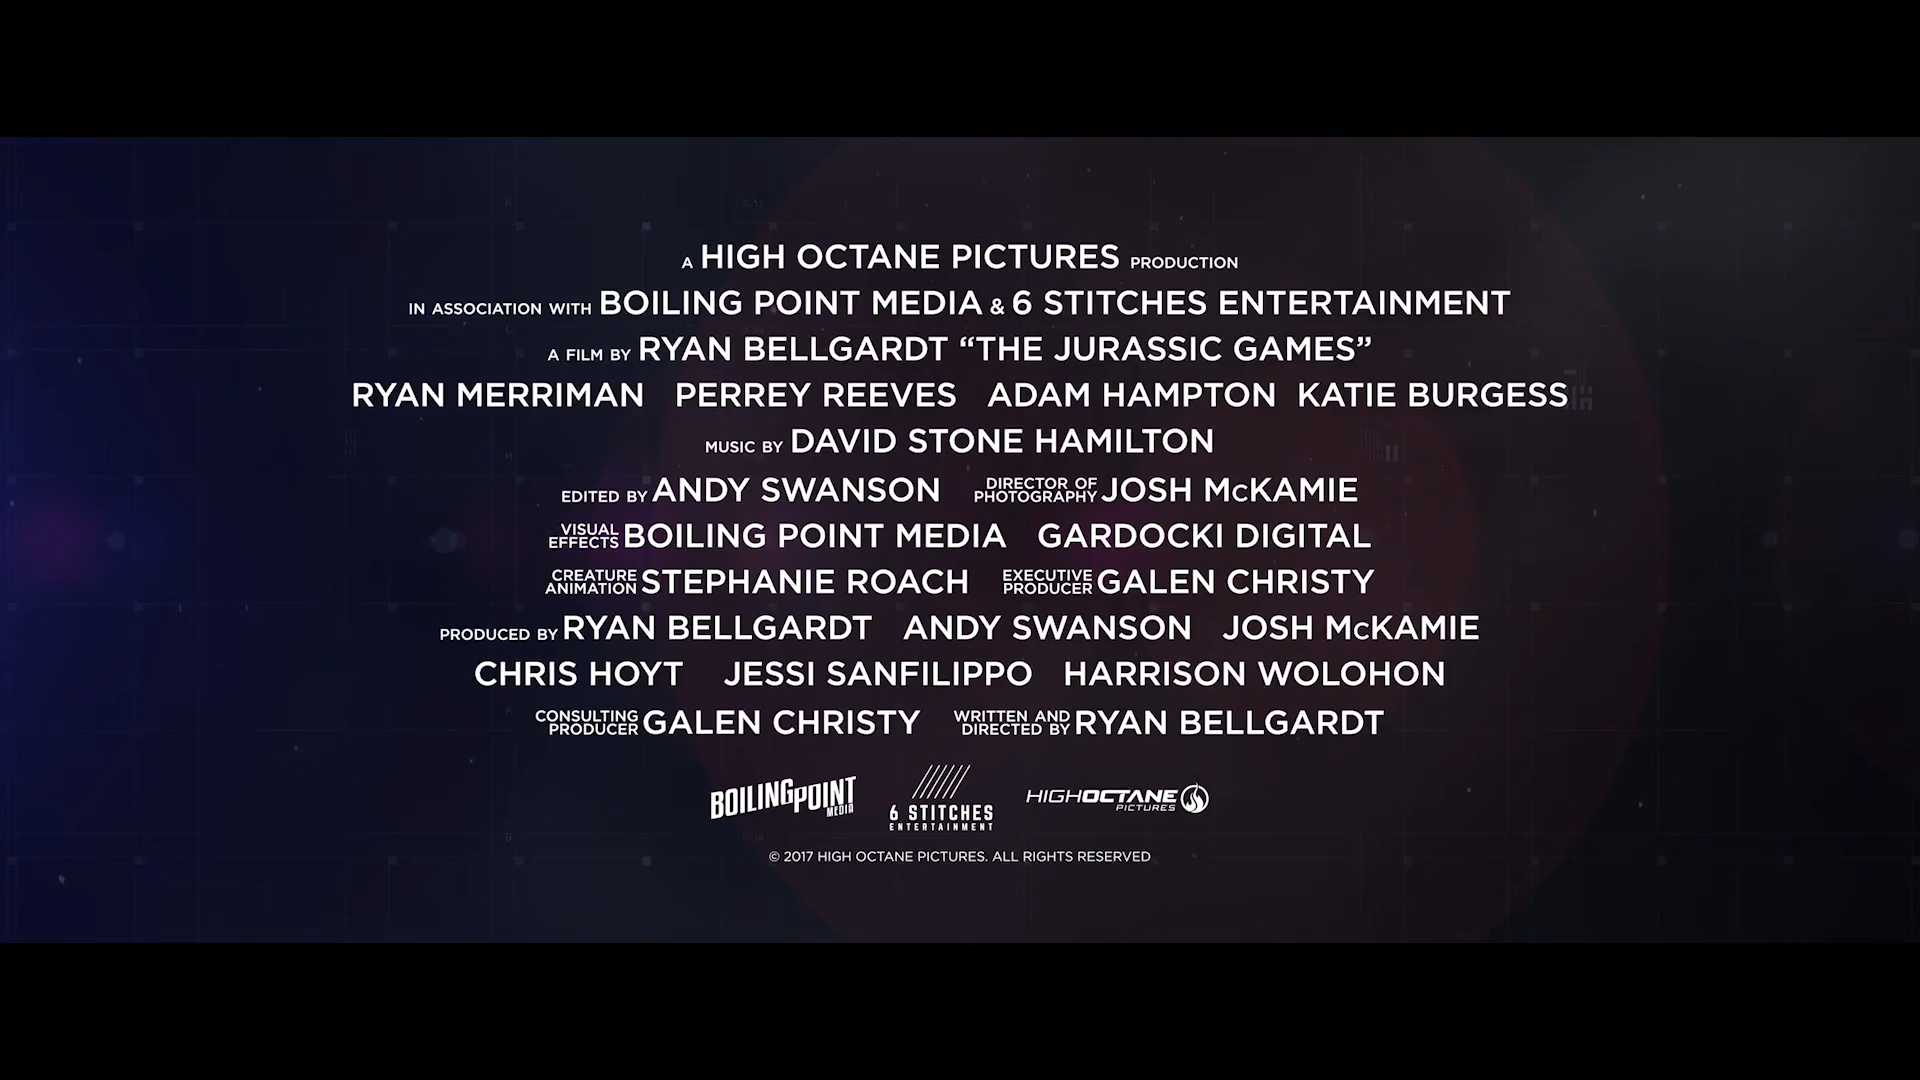 A HIGH OCTANE PICTURES PRODUCTION
IN ASSOCIATION WITH BOILING POINT MEDIA & 6 STITCHES ENTERTAINMENT
A FILM BY RYAN BELLGARDT “THE JURASSIC GAMES”
RYAN MERRIMAN PERREY REEVES ADAM HAMPTON KATIE BURGESS
MUSIC BY DAVID STONE HAMILTON
EDITED BY ANDY SWANSON DIRECTOR OF PHOTOGRAPHY JOSH McKAMIE
VISUAL EFFECTS BOILING POINT MEDIA GARDOCKI DIGITAL
CREATURE ANIMATION STEPHANIE ROACH EXECUTIVE PRODUCER GALEN CHRISTY
PRODUCED BY RYAN BELLGARDT ANDY SWANSON JOSH McKAMIE
CHRIS HOYT JESSI SANFILIPPO HARRISON WOLOHON
CONSULTING PRODUCER GALEN CHRISTY WRITTEN AND DIRECTED BY RYAN BELLGARDT
BOILING POINT MEDIA
6 STITCHES
ENTERTAINMENT
HIGHOCTANE
PICTURES
© 2017 HIGH OCTANE PICTURES. ALL RIGHTS RESERVED